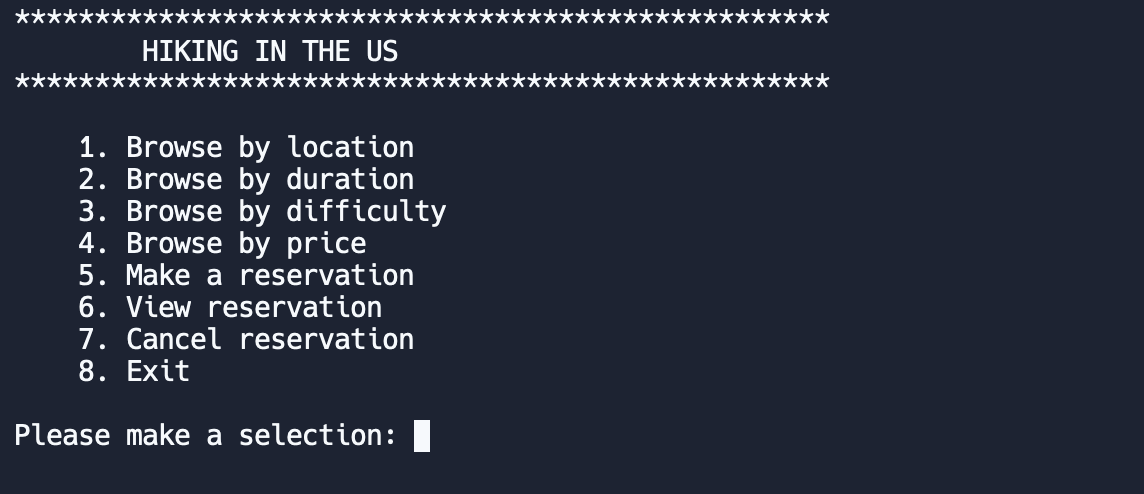 ***************************************************
HIKING IN THE US
***************************************************
1. Browse by location
2. Browse by duration
3. Browse by difficulty
4. Browse by price
5. Make a reservation
6. View reservation
7. Cancel reservation
8. Exit
Please make a selection: